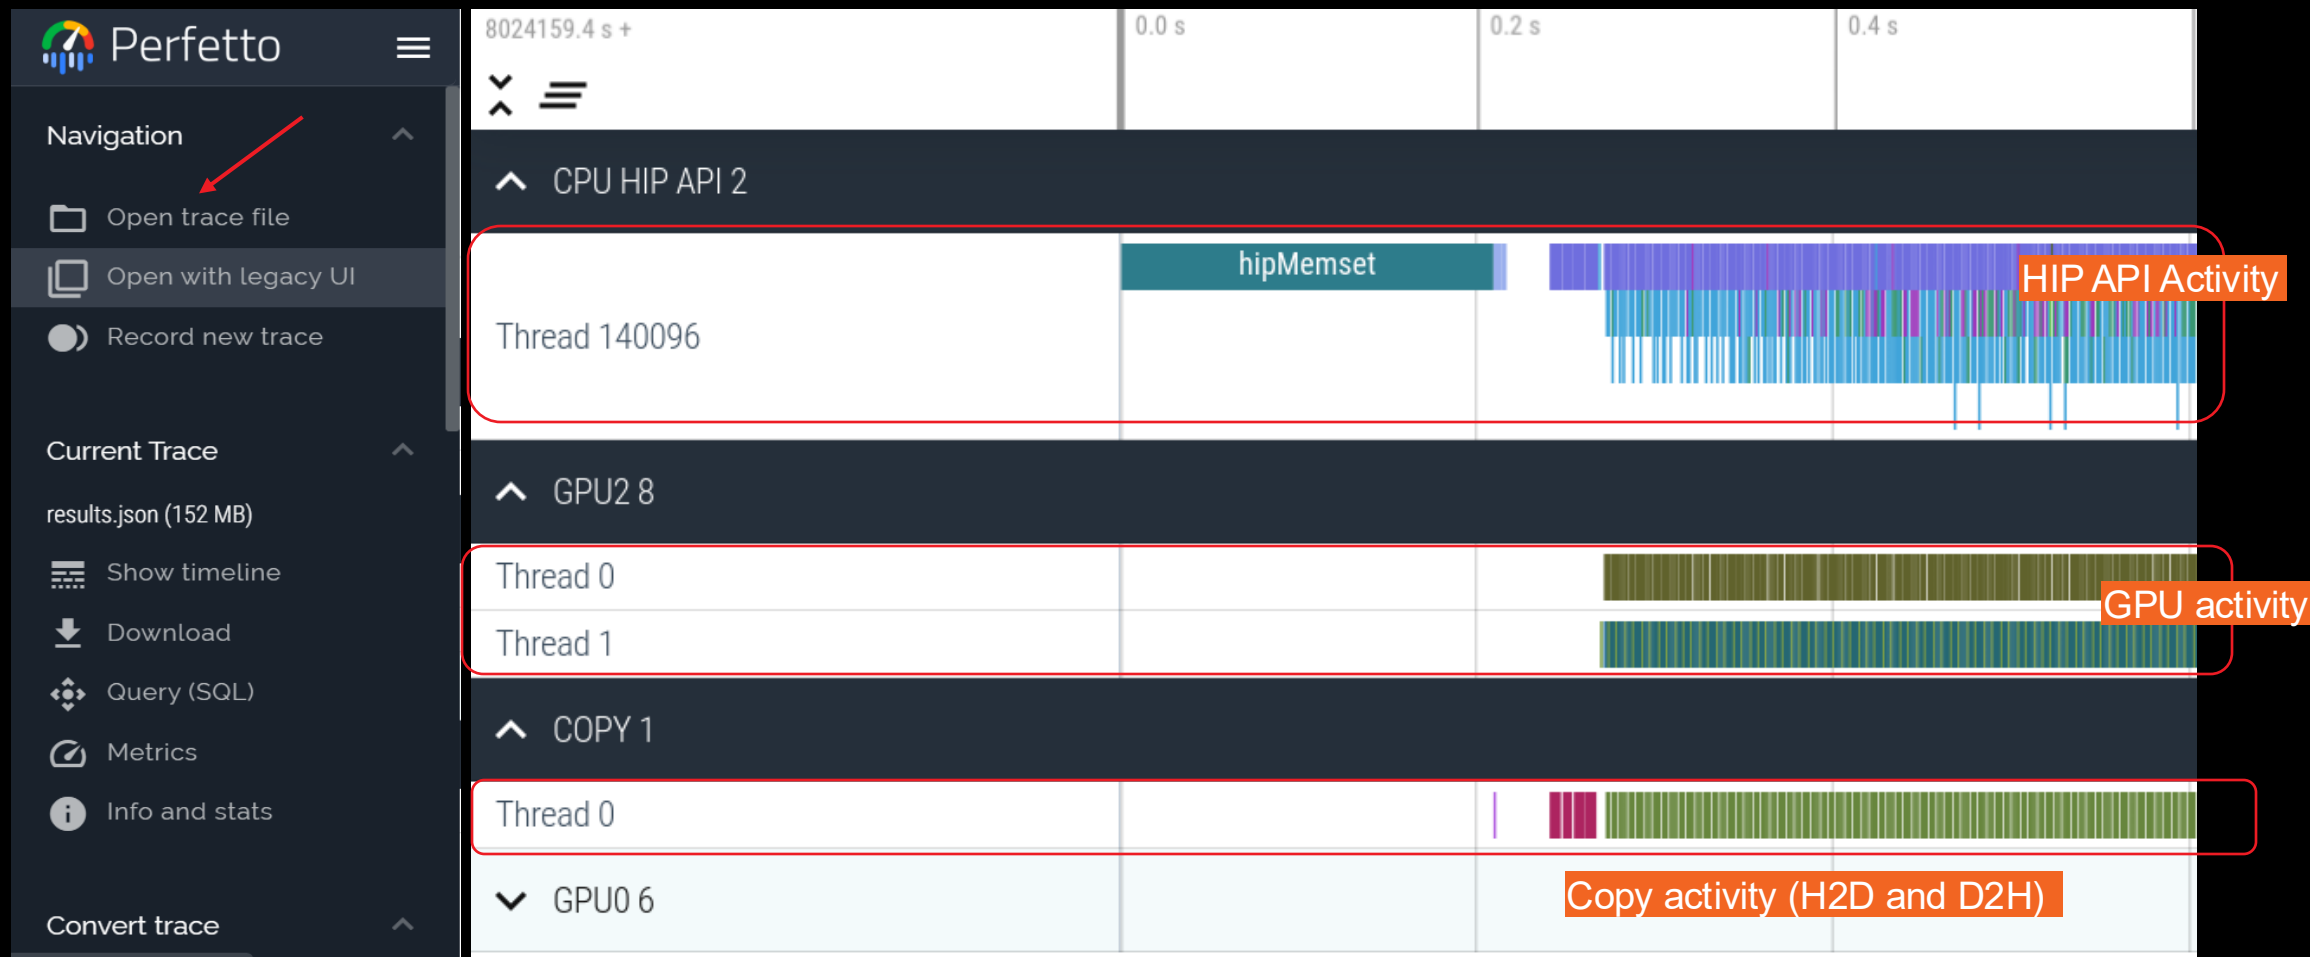 Perfetto
Navigation
Open trace file
Open with legacy UI
Record new trace
Current Trace
results.json (152 MB)
Show timeline
Download
Query (SQL)
Metrics
Info and stats
Convert trace
8024159.4 s +
0.0 s
0.2 s
0.4 s
CPU HIP API 2
hipMemset
HIP API Activity
Thread 140096
GPU2 8
Thread 0
GPU activity
Thread 1
COPY 1
Thread 0
GPU0 6
Copy activity (H2D and D2H)